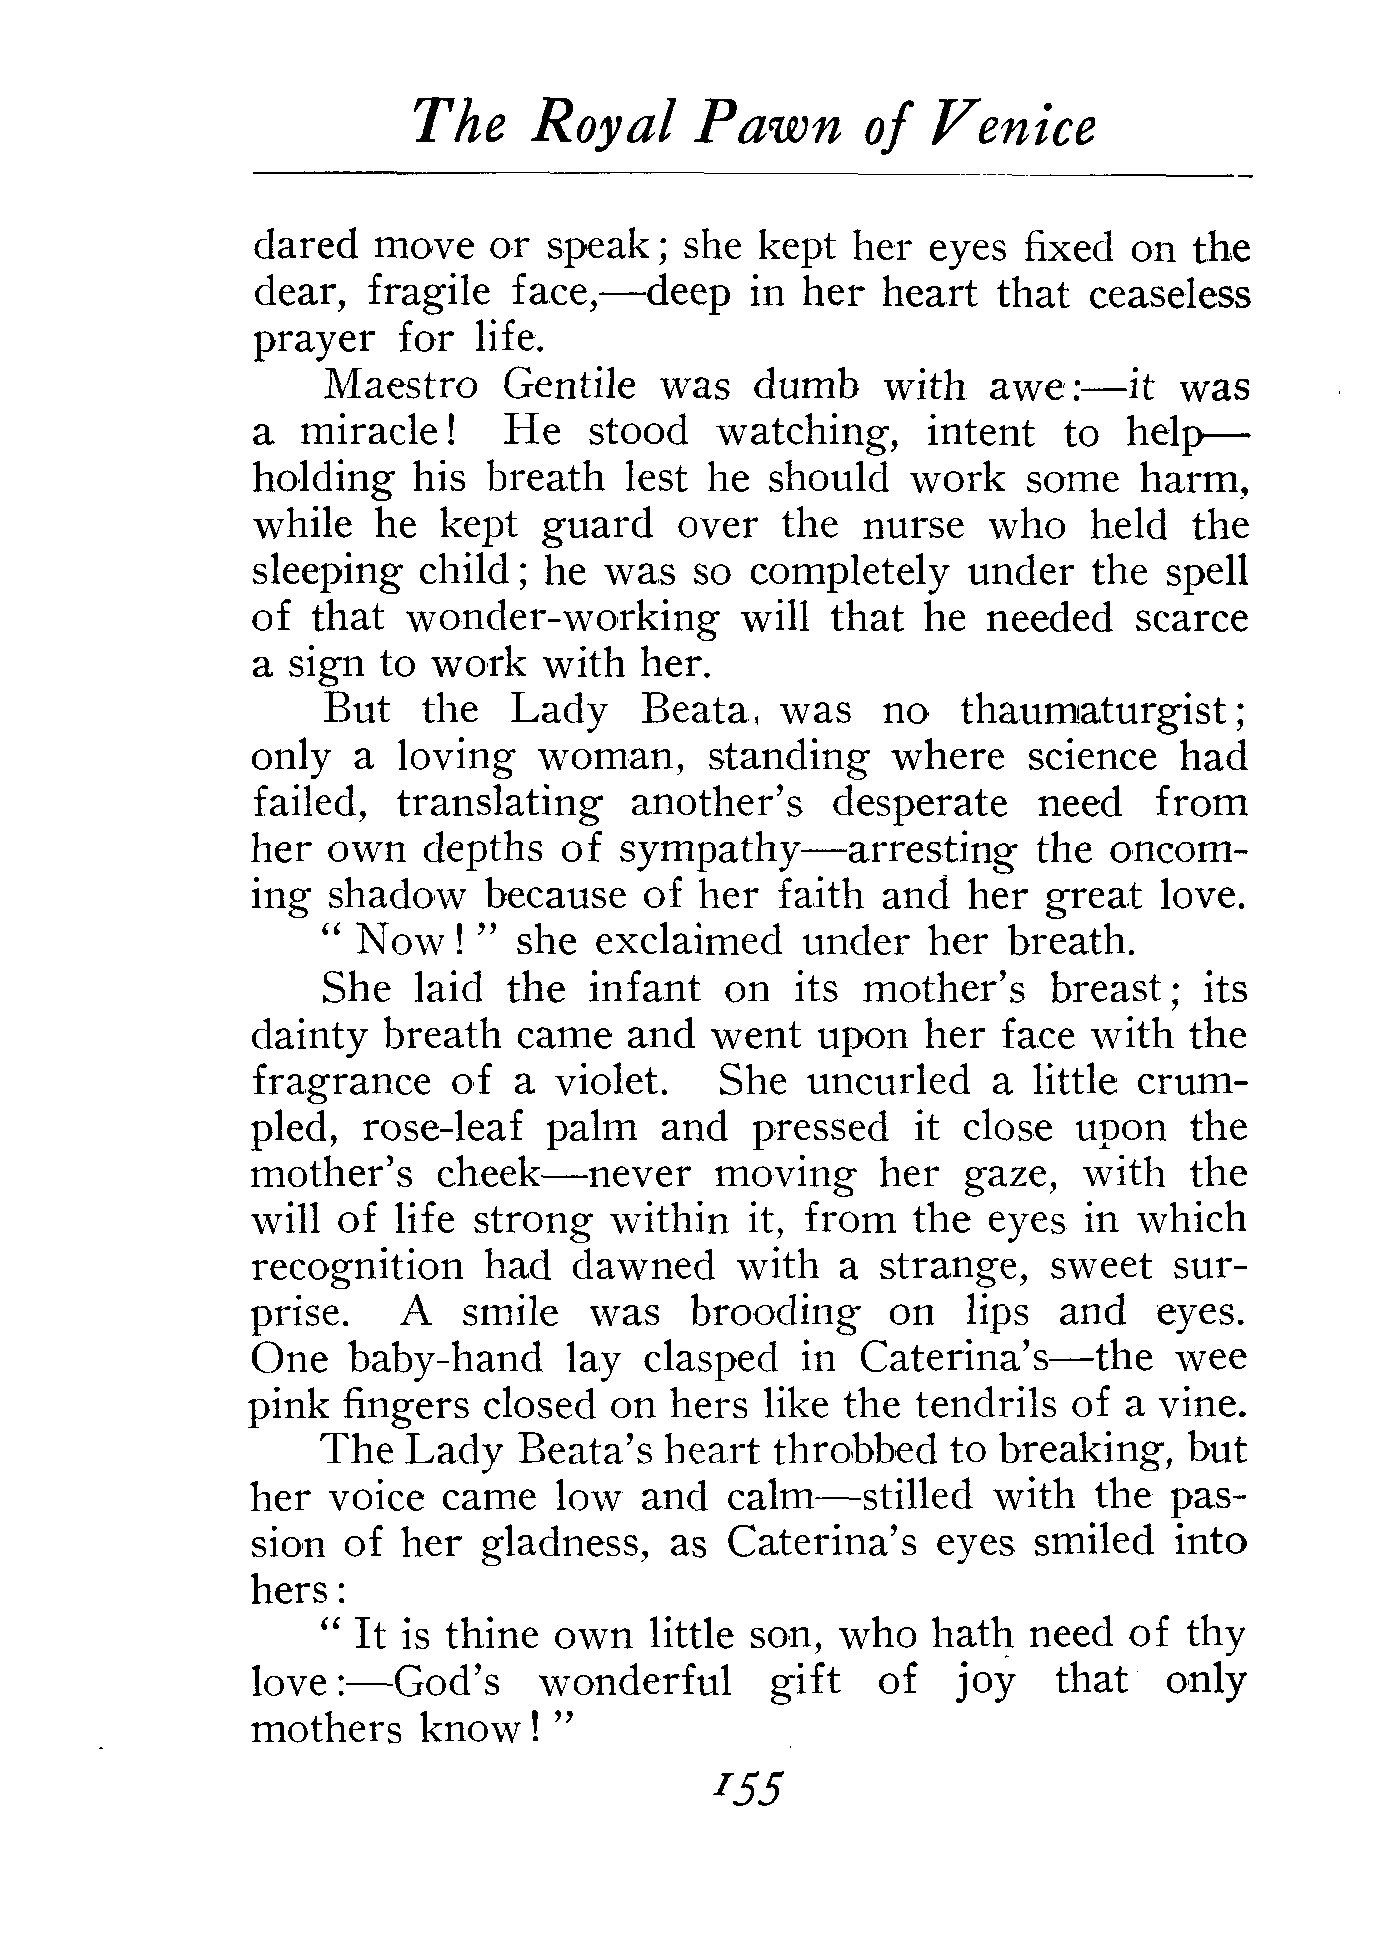 The Royal Pawn of Venice
dared move or speak; she kept her eyes fixed on the
dear, fragile face,—deep in her heart that ceaseless
prayer for life.
Maestro Gentile was dumb with awe:—it was
a miracle! He stood watching, intent to help—
holding his breath lest he should work some harm,
while he kept guard over the nurse who held the
sleeping child; he was so completely under the spell
of that wonder-working will that he needed scarce
a sign to work with her.
But the Lady Beata, was no thaumaturgist;
only a loving woman, standing where science had
failed, translating another's desperate need from
her own depths of sympathy—arresting the oncom-
ing shadow because of her faith and her great love.
" Now! " she exclaimed under her breath.
She laid the infant on its mother's breast; its
dainty breath came and went upon her face with the
fragrance of a violet. She uncurled a little crum-
pled, rose-leaf palm and pressed it close upon the
mother's cheek—never moving her gaze, with the
will of life strong within it, from the eyes in which
recognition had dawned with a strange, sweet sur-
prise. A smile was brooding on lips and eyes.
One baby-hand lay clasped in Caterina's—the wee
pink fingers closed on hers like the tendrils of a vine.
The Lady Beata's heart throbbed to breaking, but
her voice came low and calm—stilled with the pas-
sion of her gladness, as Caterina's eyes smiled into
hers:
" It is thine own little son, who hath need of thy
love:—God's wonderful gift of joy that only
mothers know! "
155